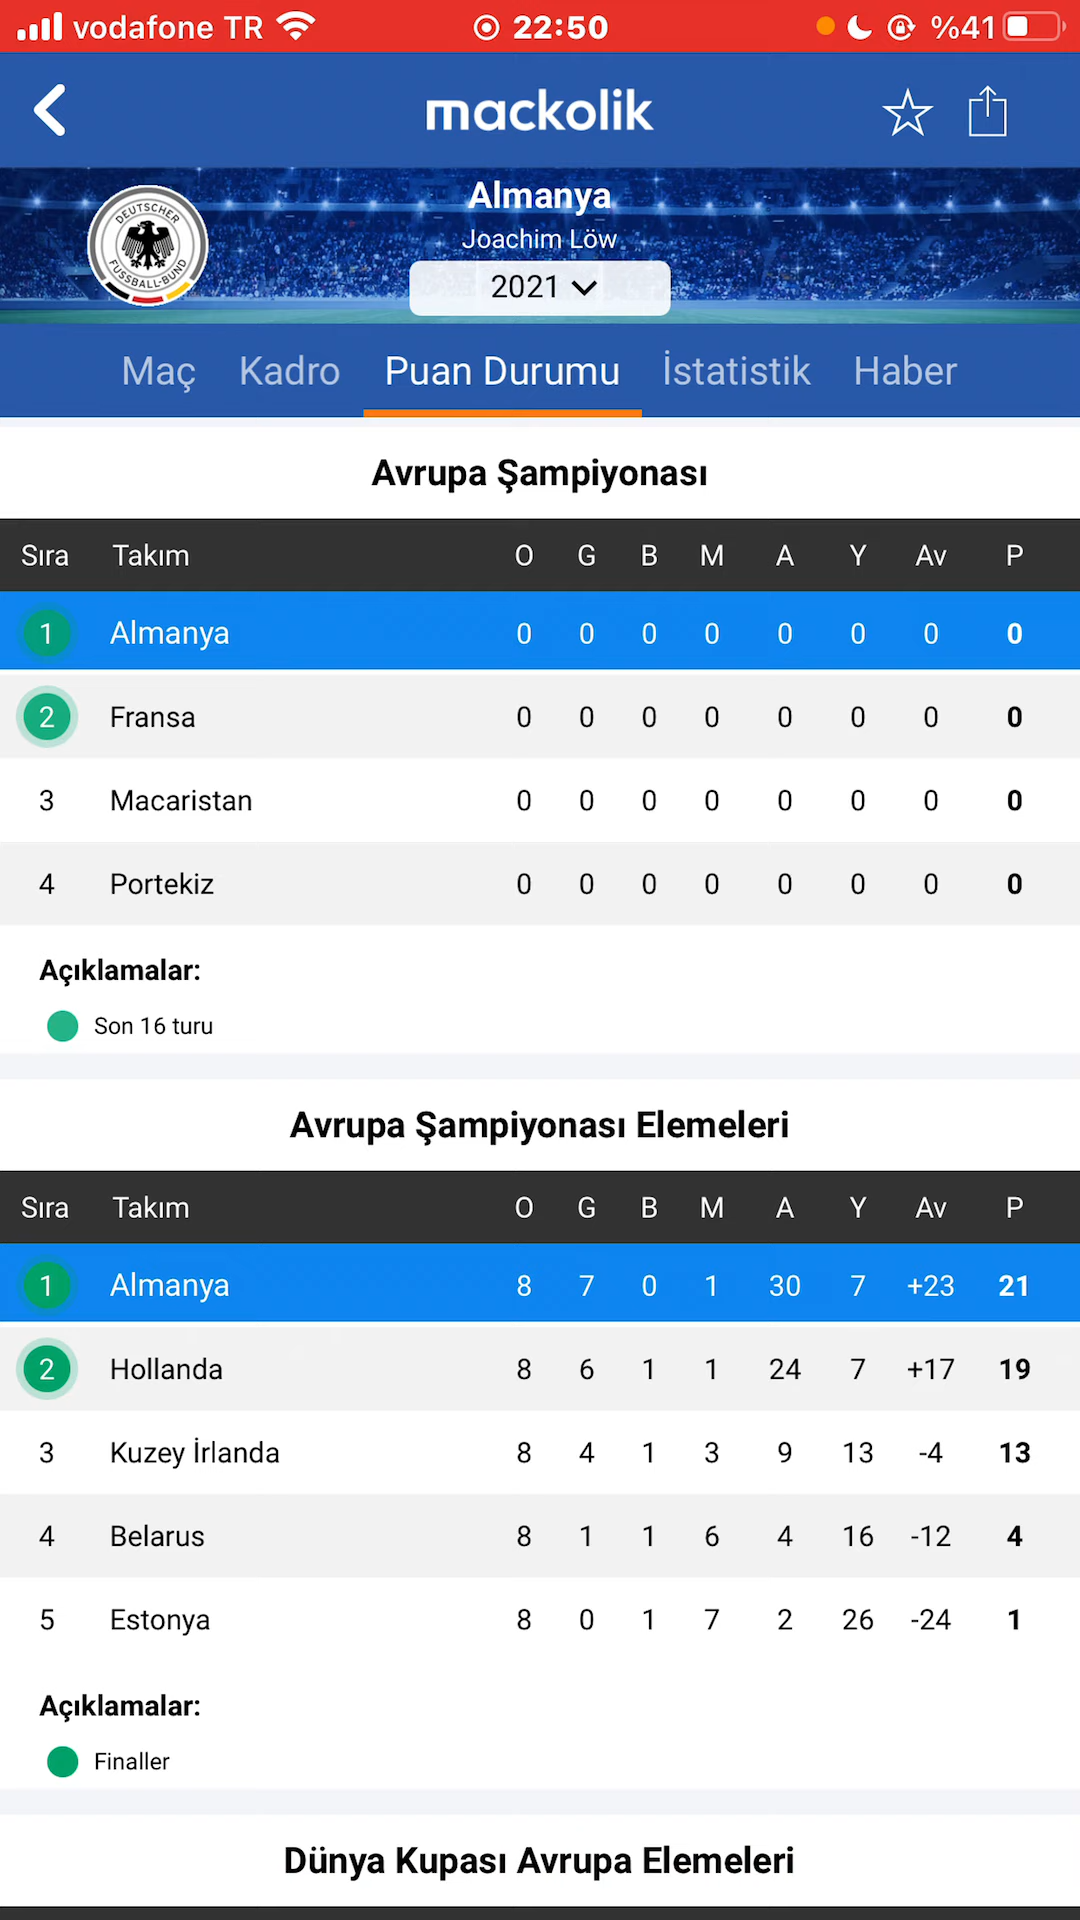 vodafone TR 22:50 %41
mackolik
DEUTSCHER FUSSBALL-BUND
Almanya
Joachim Löw
2021
Maç Kadro Puan Durumu İstatistik Haber
Avrupa Şampiyonası
Sıra Takım O G B M A Y Av P
1 Almanya 0 0 0 0 0 0 0 0
2 Fransa 0 0 0 0 0 0 0 0
3 Macaristan 0 0 0 0 0 0 0 0
4 Portekiz 0 0 0 0 0 0 0 0
Açıklamalar:
Son 16 turu
Avrupa Şampiyonası Elemeleri
Sıra Takım O G B M A Y Av P
1 Almanya 8 7 0 1 30 7 +23 21
2 Hollanda 8 6 1 1 24 7 +17 19
3 Kuzey İrlanda 8 4 1 3 9 13 -4 13
4 Belarus 8 1 1 6 4 16 -12 4
5 Estonya 8 0 1 7 2 26 -24 1
Açıklamalar:
Finaller
Dünya Kupası Avrupa Elemeleri